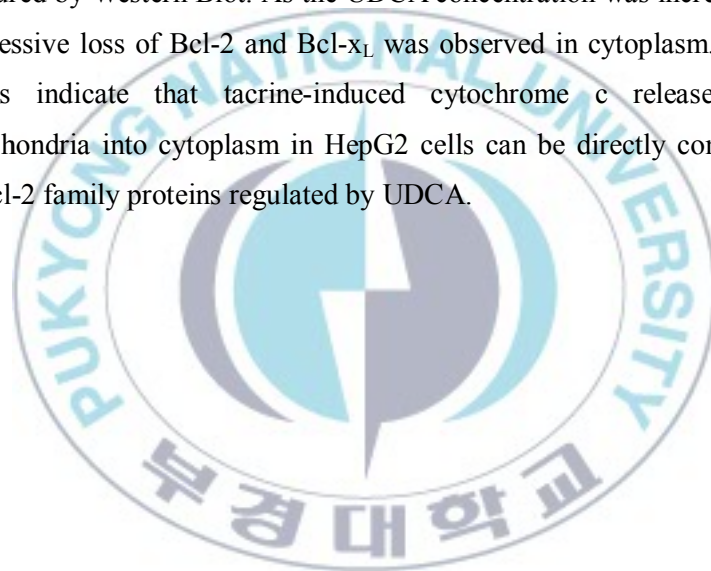 ured by Western Blot. As the UDCA concentration was incre
essive loss of Bcl-2 and Bcl-xL was observed in cytoplasm.
s indicate that tacrine-induced cytochrome c release
hondria into cytoplasm in HepG2 cells can be directly cor
cl-2 family proteins regulated by UDCA.
PUKYONG NATIONAL UNIVERSITY
부경대학교